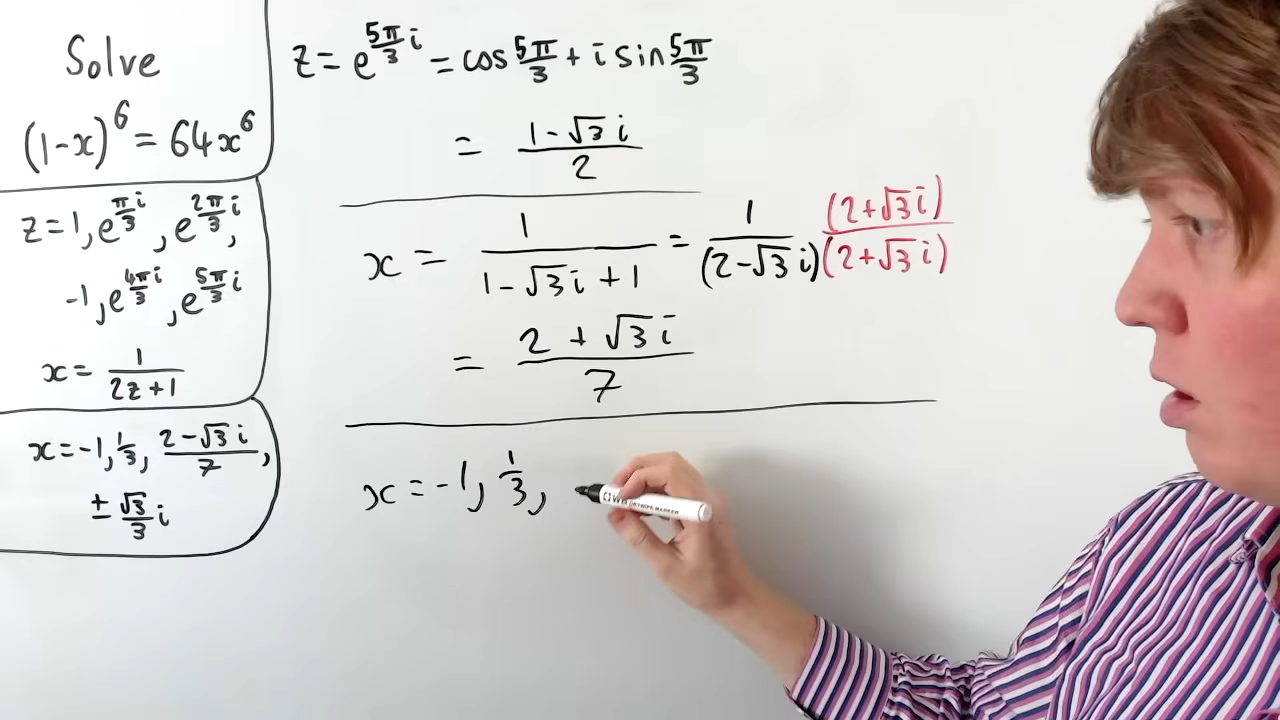 Solve
(1-x)⁶ = 64x⁶
z = 1, e^{π/3 i}, e^{2π/3 i},
-1, e^{4π/3 i}, e^{5π/3 i}
x = 1/(2z+1)
x = -1, 1/3, (2-√3 i)/7,
± √3/3 i
z = e^{5π/3 i} = cos 5π/3 + i sin 5π/3
= (1-√3 i)/2
x = 1/(1-√3 i + 1) = 1/(2-√3 i) (2+√3 i)/(2+√3 i)
= (2+√3 i)/7
x = -1, 1/3,